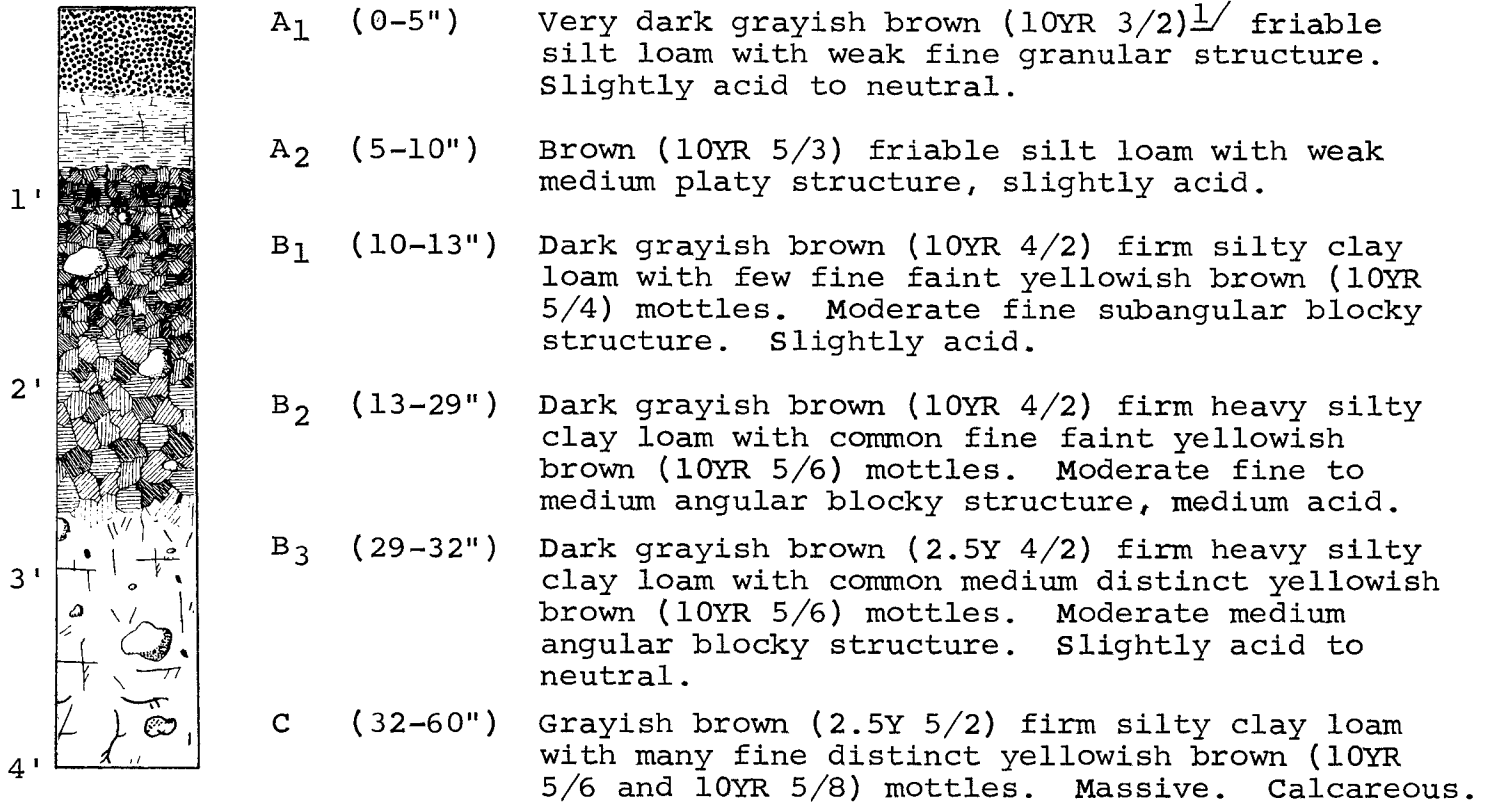 A1 (0-5") Very dark grayish brown (10YR 3/2)1/ friable
silt loam with weak fine granular structure.
Slightly acid to neutral.
A2 (5-10") Brown (10YR 5/3) friable silt loam with weak
medium platy structure, slightly acid.
1'
B1 (10-13") Dark grayish brown (10YR 4/2) firm silty clay
loam with few fine faint yellowish brown (10YR
5/4) mottles. Moderate fine subangular blocky
structure. Slightly acid.
2'
B2 (13-29") Dark grayish brown (10YR 4/2) firm heavy silty
clay loam with common fine faint yellowish
brown (10YR 5/6) mottles. Moderate fine to
medium angular blocky structure, medium acid.
B3 (29-32") Dark grayish brown (2.5Y 4/2) firm heavy silty
clay loam with common medium distinct yellowish
3'
brown (10YR 5/6) mottles. Moderate medium
angular blocky structure. Slightly acid to
neutral.
C (32-60") Grayish brown (2.5Y 5/2) firm silty clay loam
with many fine distinct yellowish brown (10YR
4'
5/6 and 10YR 5/8) mottles. Massive. Calcareous.